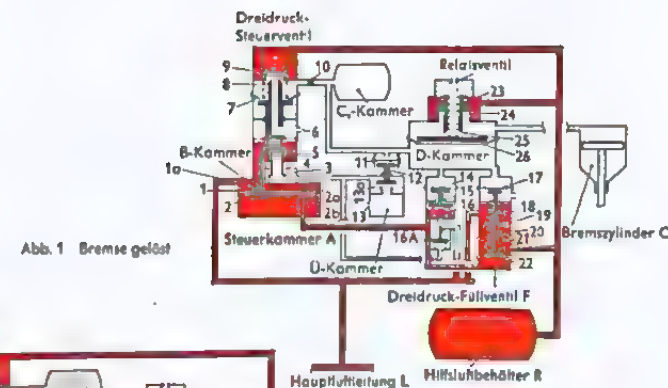 Dreidruck-
Steuerventil
9
10
8
7
Cv-Kammer
6
5
4
3
B-Kammer
1a
1
2
2a
2b
Steuerkammer A
Relaisventil
23
24
25
26
D-Kammer
11
12
13a
13
14
15
16
16A
17
18
19
20
21
22
Ü-Kammer
Bremszylinder C
Dreidruck-Füllventil F
Abb. 1 Bremse gelöst
Hauptluftleitung L
Hilfsluftbehälter R